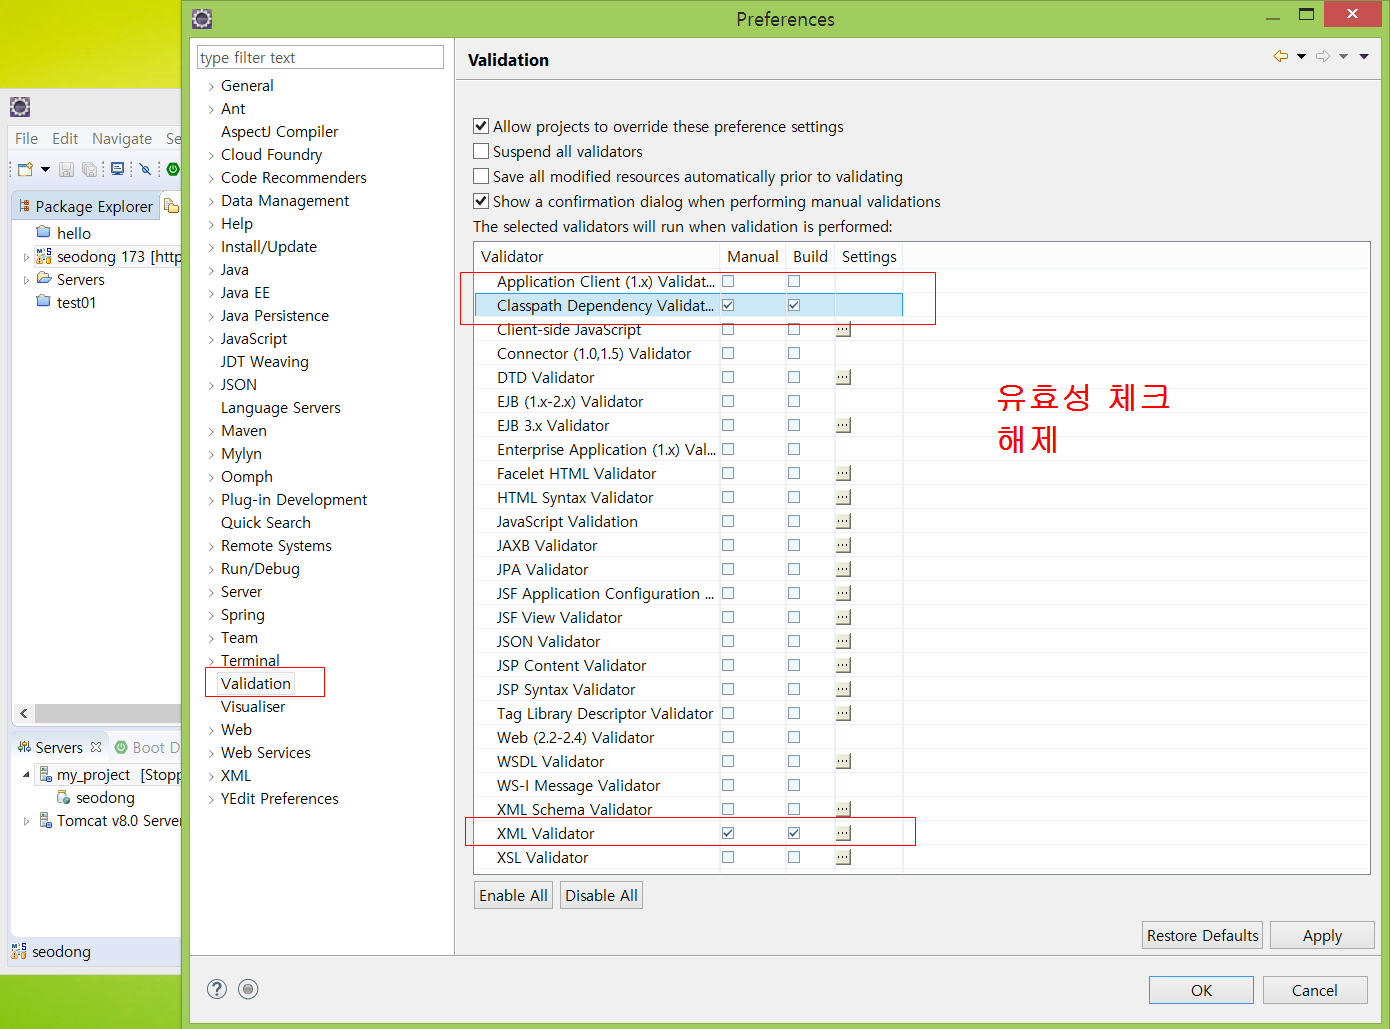 Preferences
type filter text
General
Ant
AspectJ Compiler
Cloud Foundry
Code Recommenders
Data Management
Help
Install/Update
Java
Java EE
Java Persistence
JavaScript
JDT Weaving
JSON
Language Servers
Maven
Mylyn
Oomph
Plug-in Development
Quick Search
Remote Systems
Run/Debug
Server
Spring
Team
Terminal
Validation
Visualiser
Web
Web Services
XML
YEdit Preferences
File Edit Navigate Se
Package Explorer
hello
seodong 173 [http
Servers
test01
Servers Boot D
my_project [Stopp
seodong
Tomcat v8.0 Server
seodong
Validation
Allow projects to override these preference settings
Suspend all validators
Save all modified resources automatically prior to validating
Show a confirmation dialog when performing manual validations
The selected validators will run when validation is performed:
Validator Manual Build Settings
Application Client (1.x) Validat...
Classpath Dependency Validat...
Client-side JavaScript
Connector (1.0,1.5) Validator
DTD Validator
EJB (1.x-2.x) Validator
EJB 3.x Validator
Enterprise Application (1.x) Val...
Facelet HTML Validator
HTML Syntax Validator
JavaScript Validation
JAXB Validator
JPA Validator
JSF Application Configuration ...
JSF View Validator
JSON Validator
JSP Content Validator
JSP Syntax Validator
Tag Library Descriptor Validator
Web (2.2-2.4) Validator
WSDL Validator
WS-I Message Validator
XML Schema Validator
XML Validator
XSL Validator
유효성 체크
해제
Enable All Disable All
Restore Defaults Apply
OK Cancel